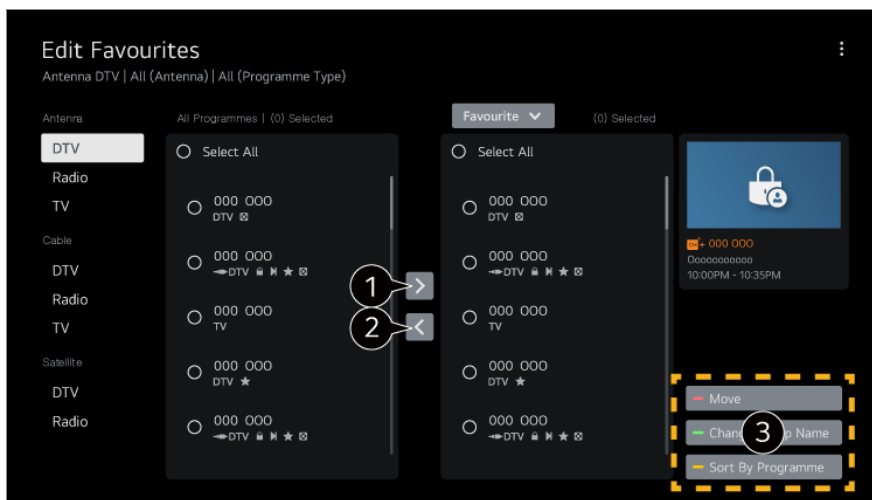 Edit Favourites
Antenna DTV | All (Antenna) | All (Programme Type)
Antenna
DTV
Radio
TV
Cable
DTV
Radio
TV
Satellite
DTV
Radio
All Programmes | (0) Selected
Select All
000 000
DTV
000 000
DTV
000 000
TV
000 000
DTV
000 000
DTV
1
2
Favourite
(0) Selected
Select All
000 000
DTV
000 000
DTV
000 000
TV
000 000
DTV
000 000
DTV
000 000
Oooooooooo
10:00PM - 10:35PM
Move
3
Name
Sort By Programme